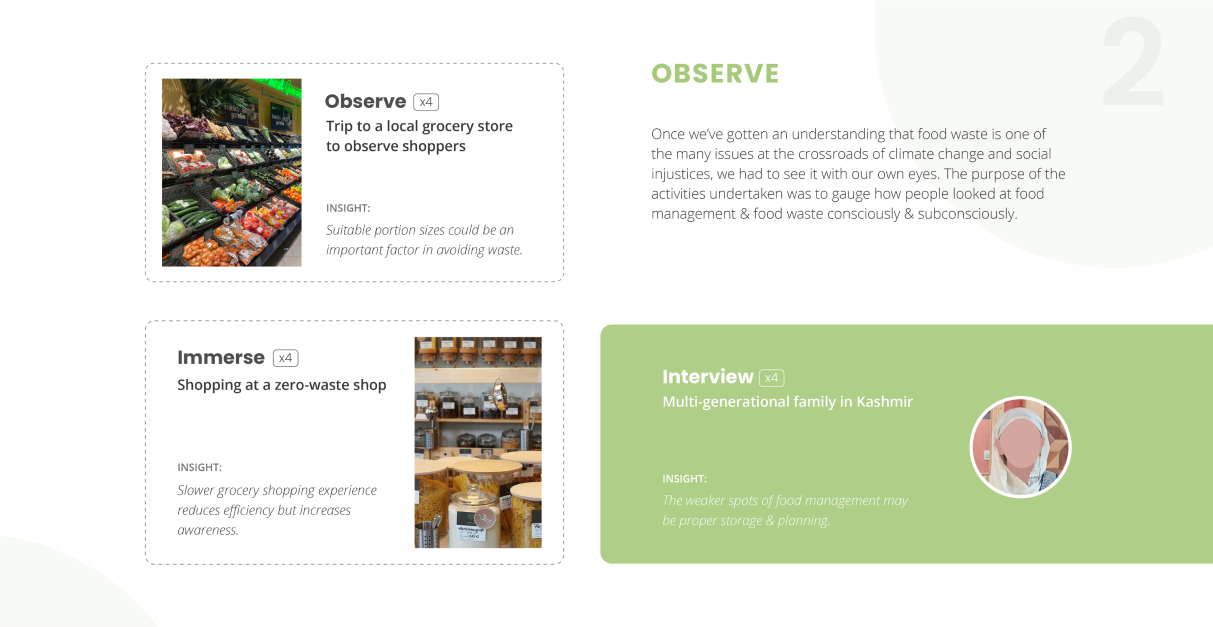 2
OBSERVE
Once we’ve gotten an understanding that food waste is one of
the many issues at the crossroads of climate change and social
injustices, we had to see it with our own eyes. The purpose of the
activities undertaken was to gauge how people looked at food
management & food waste consciously & subconsciously.
Observe x4
Trip to a local grocery store
to observe shoppers
INSIGHT:
Suitable portion sizes could be an
important factor in avoiding waste.
Immerse x4
Shopping at a zero-waste shop
INSIGHT:
Slower grocery shopping experience
reduces efficiency but increases
awareness.
Interview x4
Multi-generational family in Kashmir
INSIGHT:
The weaker spots of food management may
be proper storage & planning.